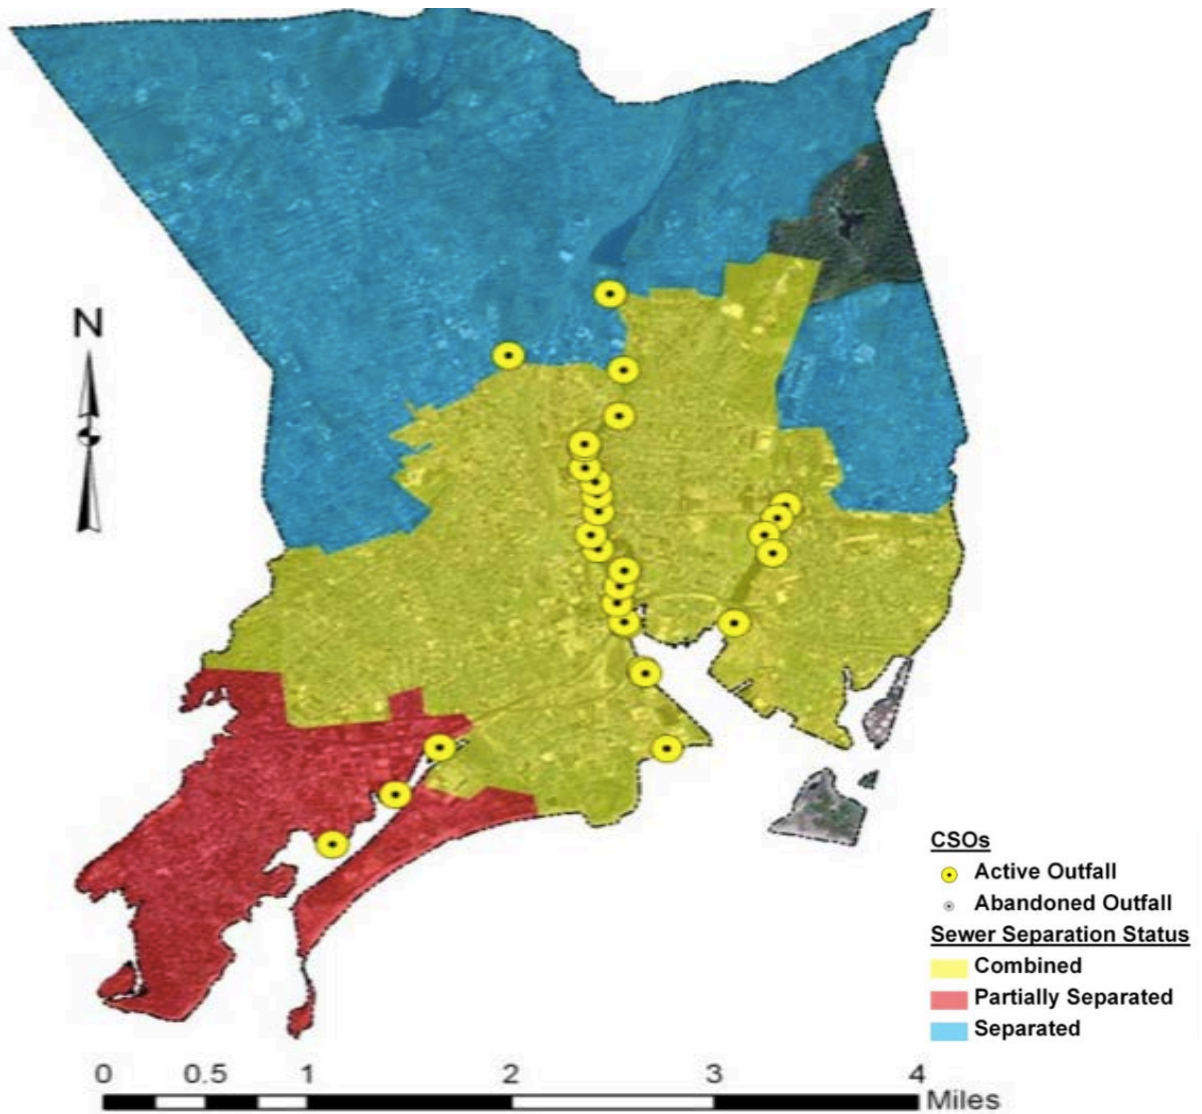 N
CSOs
Active Outfall
Abandoned Outfall
Sewer Separation Status
Combined
Partially Separated
Separated
0 0.5 1 2 3 4
Miles